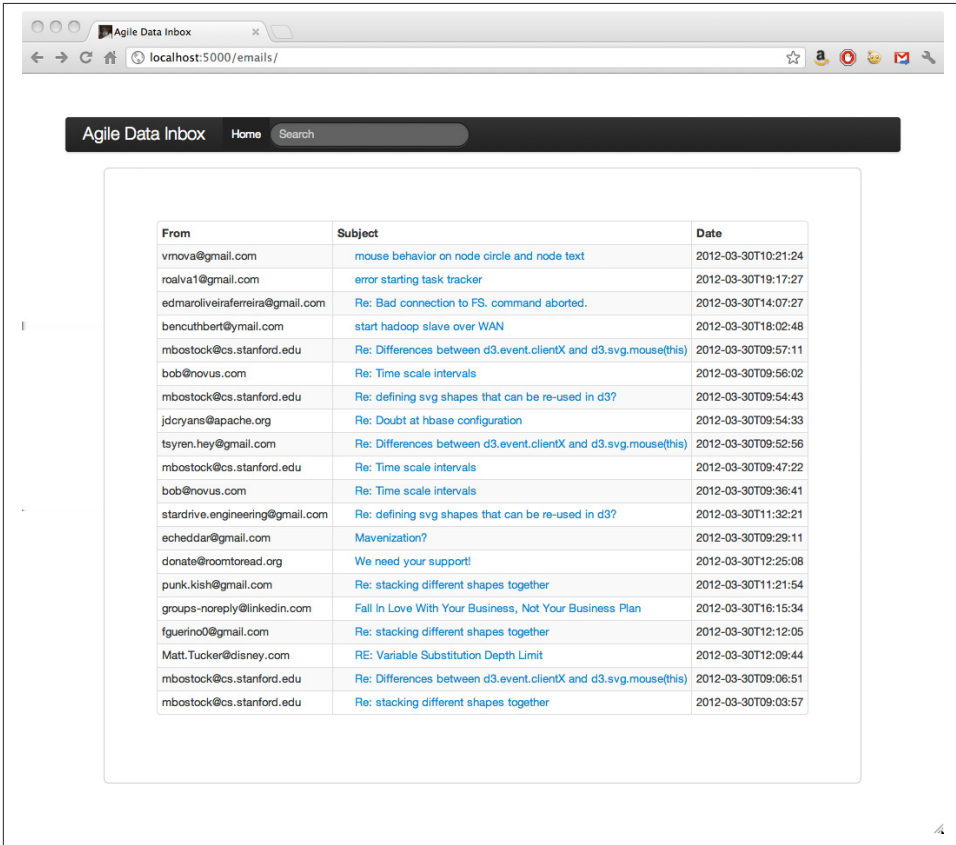 Agile Data Inbox
localhost:5000/emails/
Agile Data Inbox Home Search
From Subject Date
vmova@gmail.com mouse behavior on node circle and node text 2012-03-30T10:21:24
roalva1@gmail.com error starting task tracker 2012-03-30T19:17:27
edmaroliveiraferreira@gmail.com Re: Bad connection to FS. command aborted. 2012-03-30T14:07:27
bencuthbert@ymail.com start hadoop slave over WAN 2012-03-30T18:02:48
mbostock@cs.stanford.edu Re: Differences between d3.event.clientX and d3.svg.mouse(this) 2012-03-30T09:57:11
bob@novus.com Re: Time scale intervals 2012-03-30T09:56:02
mbostock@cs.stanford.edu Re: defining svg shapes that can be re-used in d3? 2012-03-30T09:54:43
jdcryans@apache.org Re: Doubt at hbase configuration 2012-03-30T09:54:33
tsyren.hey@gmail.com Re: Differences between d3.event.clientX and d3.svg.mouse(this) 2012-03-30T09:52:56
mbostock@cs.stanford.edu Re: Time scale intervals 2012-03-30T09:47:22
bob@novus.com Re: Time scale intervals 2012-03-30T09:36:41
stardrive.engineering@gmail.com Re: defining svg shapes that can be re-used in d3? 2012-03-30T11:32:21
echeddar@gmail.com Mavenization? 2012-03-30T09:29:11
donate@roomtoread.org We need your support! 2012-03-30T12:25:08
punk.kish@gmail.com Re: stacking different shapes together 2012-03-30T11:21:54
groups-noreply@linkedin.com Fall In Love With Your Business, Not Your Business Plan 2012-03-30T16:15:34
fguerino0@gmail.com Re: stacking different shapes together 2012-03-30T12:12:05
Matt.Tucker@disney.com RE: Variable Substitution Depth Limit 2012-03-30T12:09:44
mbostock@cs.stanford.edu Re: Differences between d3.event.clientX and d3.svg.mouse(this) 2012-03-30T09:06:51
mbostock@cs.stanford.edu Re: stacking different shapes together 2012-03-30T09:03:57